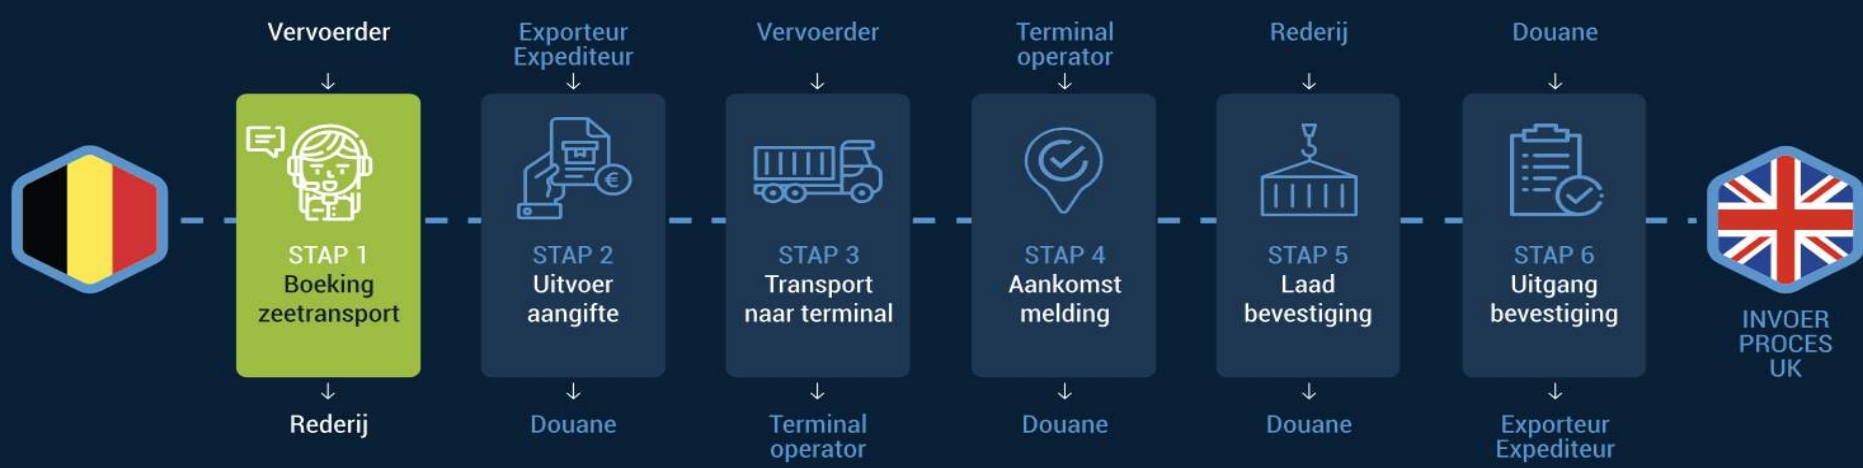 Vervoerder
STAP 1
Boeking
zeetransport
Rederij
Exporteur
Expediteur
STAP 2
Uitvoer
aangifte
Douane
Vervoerder
STAP 3
Transport
naar terminal
Terminal
operator
Terminal
operator
STAP 4
Aankomst
melding
Douane
Rederij
STAP 5
Laad
bevestiging
Douane
Douane
STAP 6
Uitgang
bevestiging
Exporteur
Expediteur
INVOER
PROCES
UK